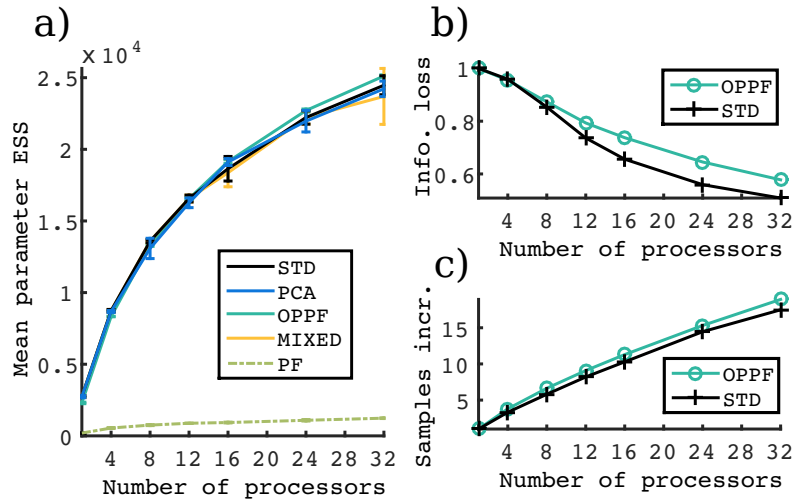 a)
x 10^4
2.5
2
1.5
1
0.5
0
Mean parameter ESS
4 8 12 16 20 24 28 32
Number of processors
STD
PCA
OPPF
MIXED
PF
b)
1
0.8
0.6
Info. loss
4 8 12 16 20 24 28 32
Number of processors
OPPF
STD
c)
15
10
5
Samples incr.
4 8 12 16 20 24 28 32
Number of processors
OPPF
STD